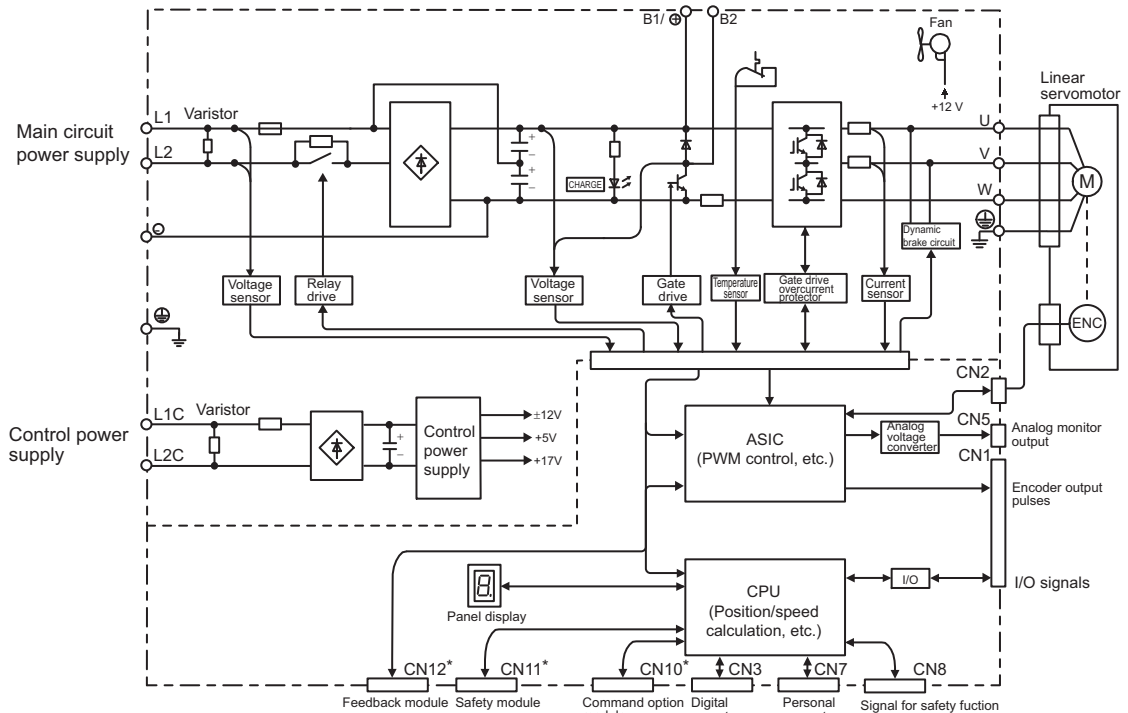 B1/ ⊕ B2
Fan
+12 V
Linear
servomotor
Main circuit
power supply
L1
Varistor
L2
⊖
+
−
+
−
CHARGE
U
V
W
M
Dynamic
brake circuit
Voltage
sensor
Relay
drive
Voltage
sensor
Gate
drive
Temperature
sensor
Gate drive
overcurrent
protector
Current
sensor
ENC
Control power
supply
L1C
Varistor
L2C
+
−
Control
power
supply
±12V
+5V
+17V
ASIC
(PWM control, etc.)
Analog
voltage
converter
CN2
CN5
Analog monitor
output
CN1
Encoder output
pulses
I/O signals
I/O
CPU
(Position/speed
calculation, etc.)
8.
Panel display
CN12*
CN11*
CN10*
CN3
CN7
CN8
Feedback module
Safety module
Command option
Digital
Personal
Signal for safety fuction